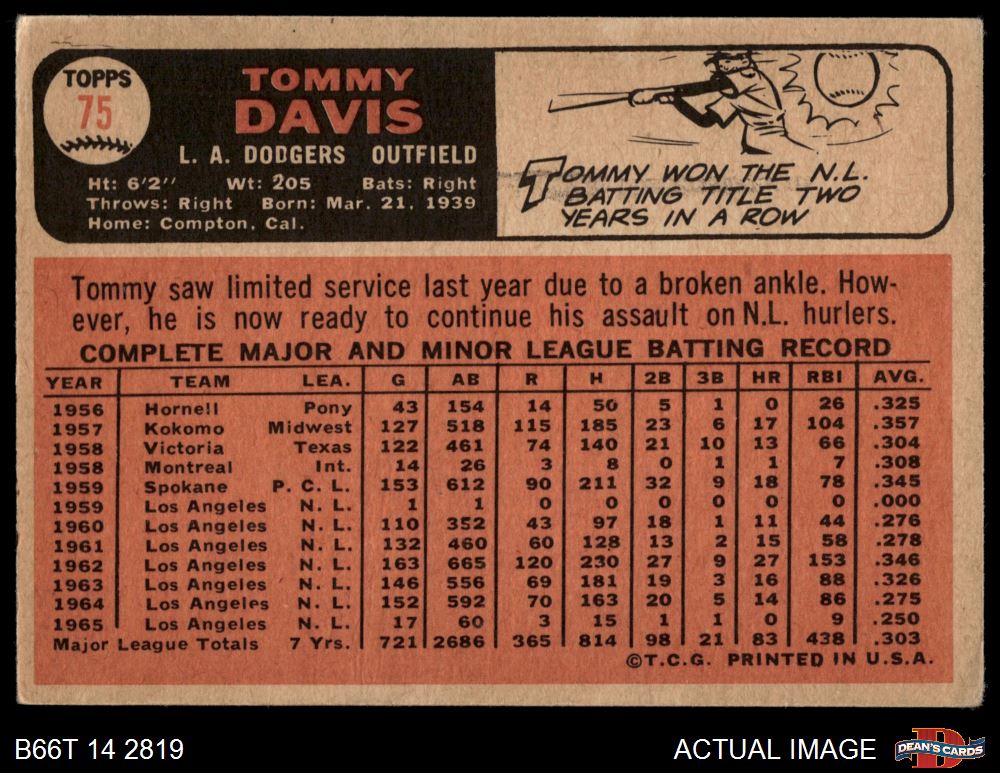 TOPPS
75
TOMMY
DAVIS
L. A. DODGERS OUTFIELD
Ht: 6'2'' Wt: 205 Bats: Right
Throws: Right Born: Mar. 21, 1939
Home: Compton, Cal.
TOMMY WON THE N.L.
BATTING TITLE TWO
YEARS IN A ROW
Tommy saw limited service last year due to a broken ankle. How-
ever, he is now ready to continue his assault on N.L. hurlers.
COMPLETE MAJOR AND MINOR LEAGUE BATTING RECORD
YEAR TEAM LEA. G AB R H 2B 3B HR RBI AVG.
1956 Hornell Pony 43 154 14 50 5 1 0 26 .325
1957 Kokomo Midwest 127 518 115 185 23 6 17 104 .357
1958 Victoria Texas 122 461 74 140 21 10 13 66 .304
1958 Montreal Int. 14 26 3 8 0 1 1 7 .308
1959 Spokane P. C. L. 153 612 90 211 32 9 18 78 .345
1959 Los Angeles N. L. 1 1 0 0 0 0 0 0 .000
1960 Los Angeles N. L. 110 352 43 97 18 1 11 44 .276
1961 Los Angeles N. L. 132 460 60 128 13 2 15 58 .278
1962 Los Angeles N. L. 163 665 120 230 27 9 27 153 .346
1963 Los Angeles N. L. 146 556 69 181 19 3 16 88 .326
1964 Los Angeles N. L. 152 592 70 163 20 5 14 86 .275
1965 Los Angeles N. L. 17 60 3 15 1 1 0 9 .250
Major League Totals 7 Yrs. 721 2686 365 814 98 21 83 438 .303
©T.C.G. PRINTED IN U.S.A.
B66T 14 2819 ACTUAL IMAGE
DEAN'S CARDS